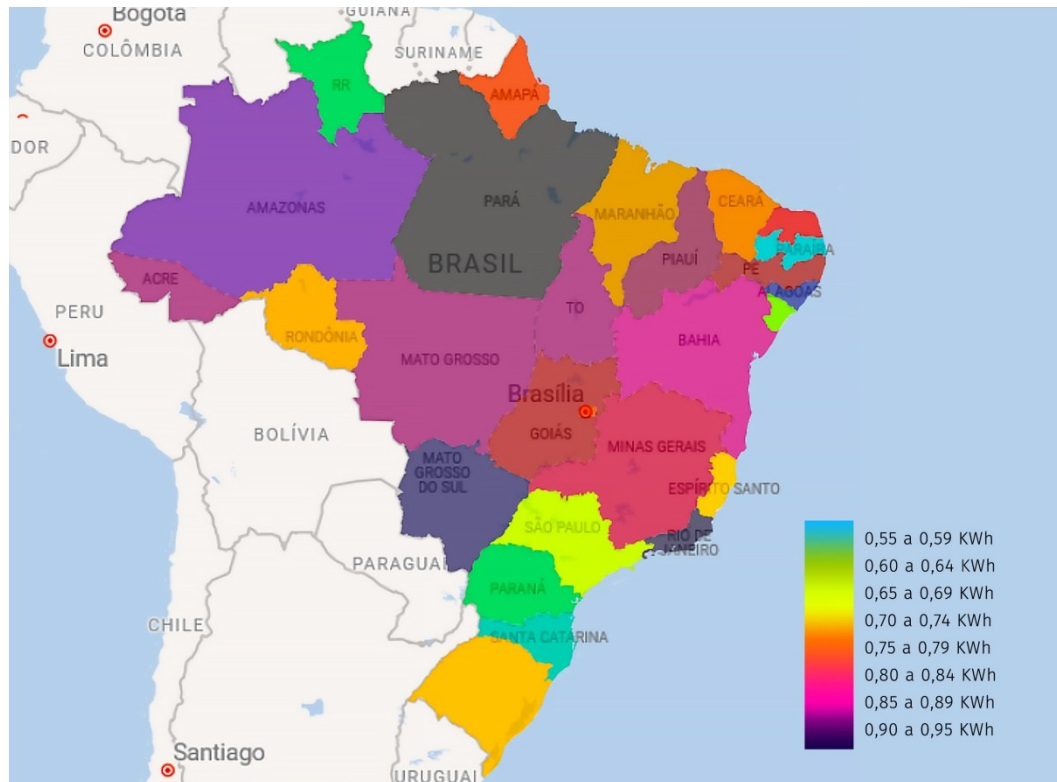 Bogota
GUIANA
COLÔMBIA
SURINAME
RR
AMAPÁ
DOR
AMAZONAS
PARÁ
MARANHÃO
CEARÁ
PARAÍBA
BRASIL
PIAUÍ
PE
ACRE
ALAGOAS
PERU
TO
RONDÔNIA
BAHIA
Lima
MATO GROSSO
Brasília
BOLÍVIA
GOIÁS
MINAS GERAIS
MATO
GROSSO
DO SUL
ESPÍRITO SANTO
SÃO PAULO
RIO DE
JANEIRO
PARAGUAI
PARANÁ
CHILE
SANTA CATARINA
Santiago
URUGUAI
0,55 a 0,59 KWh
0,60 a 0,64 KWh
0,65 a 0,69 KWh
0,70 a 0,74 KWh
0,75 a 0,79 KWh
0,80 a 0,84 KWh
0,85 a 0,89 KWh
0,90 a 0,95 KWh